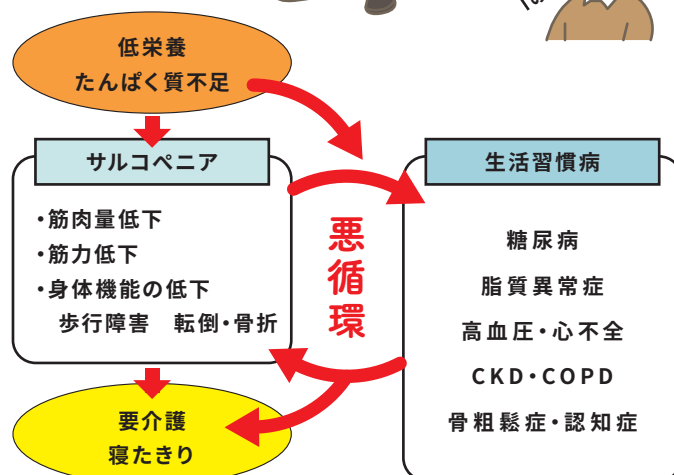 低栄養
たんぱく質不足
サルコペニア
・筋肉量低下
・筋力低下
・身体機能の低下
歩行障害　転倒・骨折
悪循環
生活習慣病
糖尿病
脂質異常症
高血圧・心不全
CKD・COPD
骨粗鬆症・認知症
要介護
寝たきり